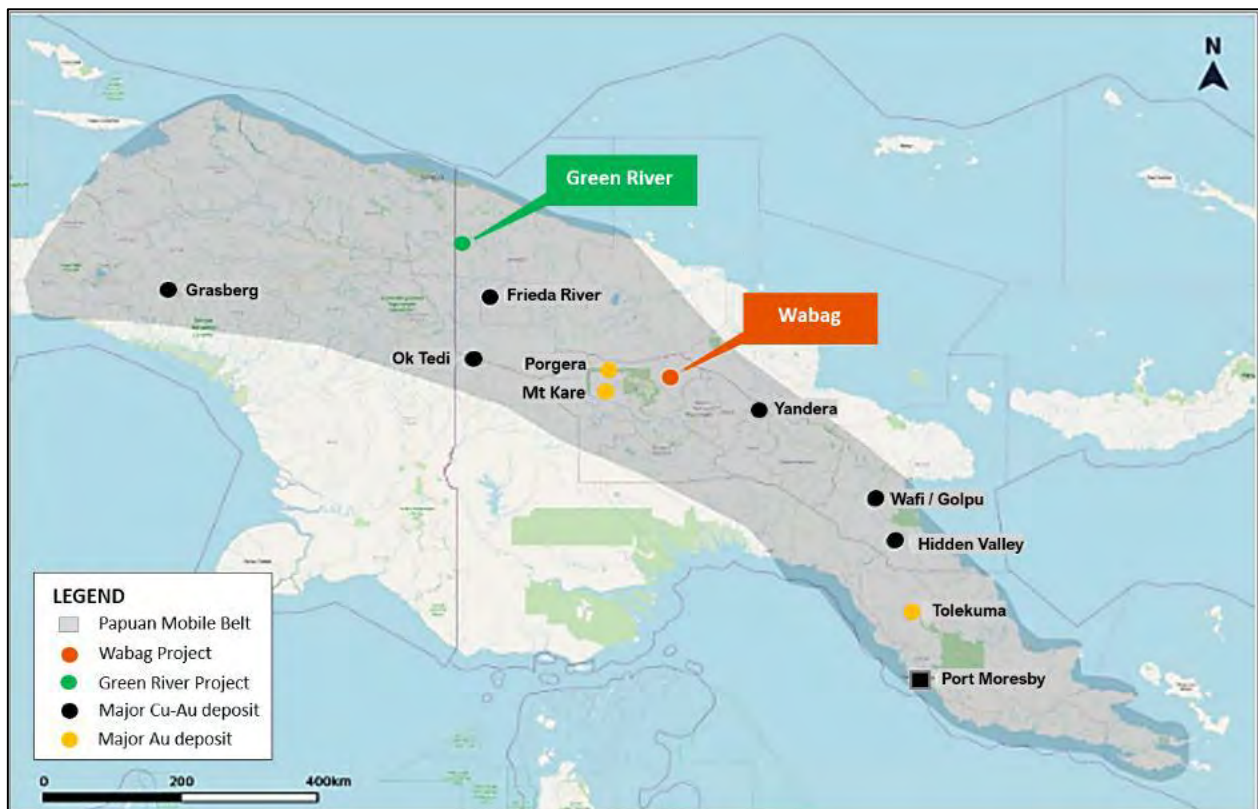 N
Green River
Grasberg
Frieda River
Wabag
Ok Tedi
Porgera
Mt Kare
Yandera
Wafi / Golpu
Hidden Valley
Tolekuma
Port Moresby
LEGEND
Papuan Mobile Belt
Wabag Project
Green River Project
Major Cu-Au deposit
Major Au deposit
0 200 400km